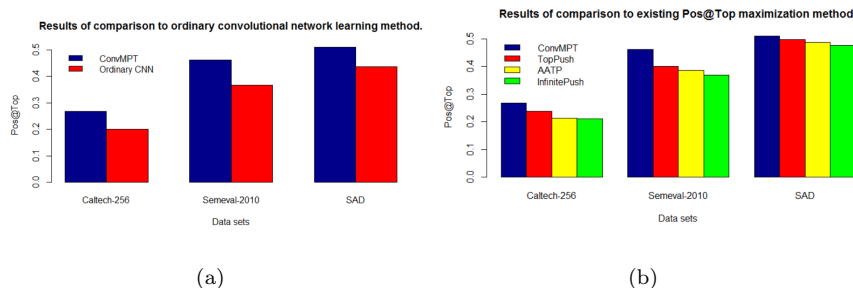 Results of comparison to ordinary convolutional network learning method.
ConvMPT
Ordinary CNN
Pos@Top
0.0 0.1 0.2 0.3 0.4 0.5
Caltech-256 Semeval-2010 SAD
Data sets
(a)
Results of comparison to existing Pos@Top maximization method
ConvMPT
TopPush
AATP
InfinitePush
Pos@Top
0.0 0.1 0.2 0.3 0.4 0.5
Caltech-256 Semeval-2010 SAD
Data sets
(b)